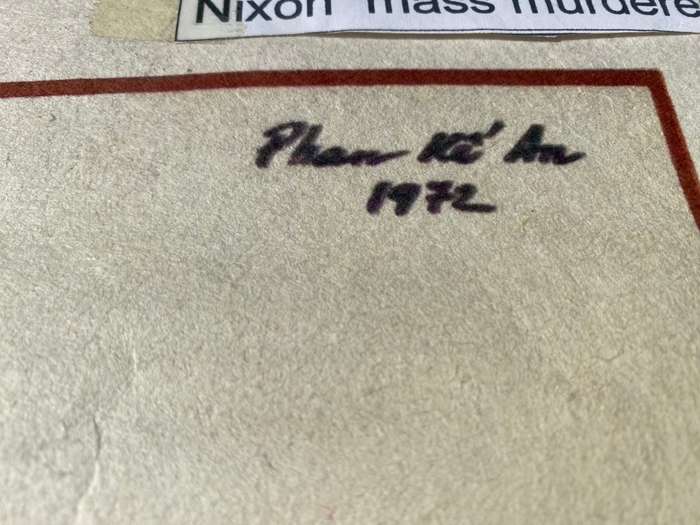 Nixon mass murdere
Phan Kế An
1972